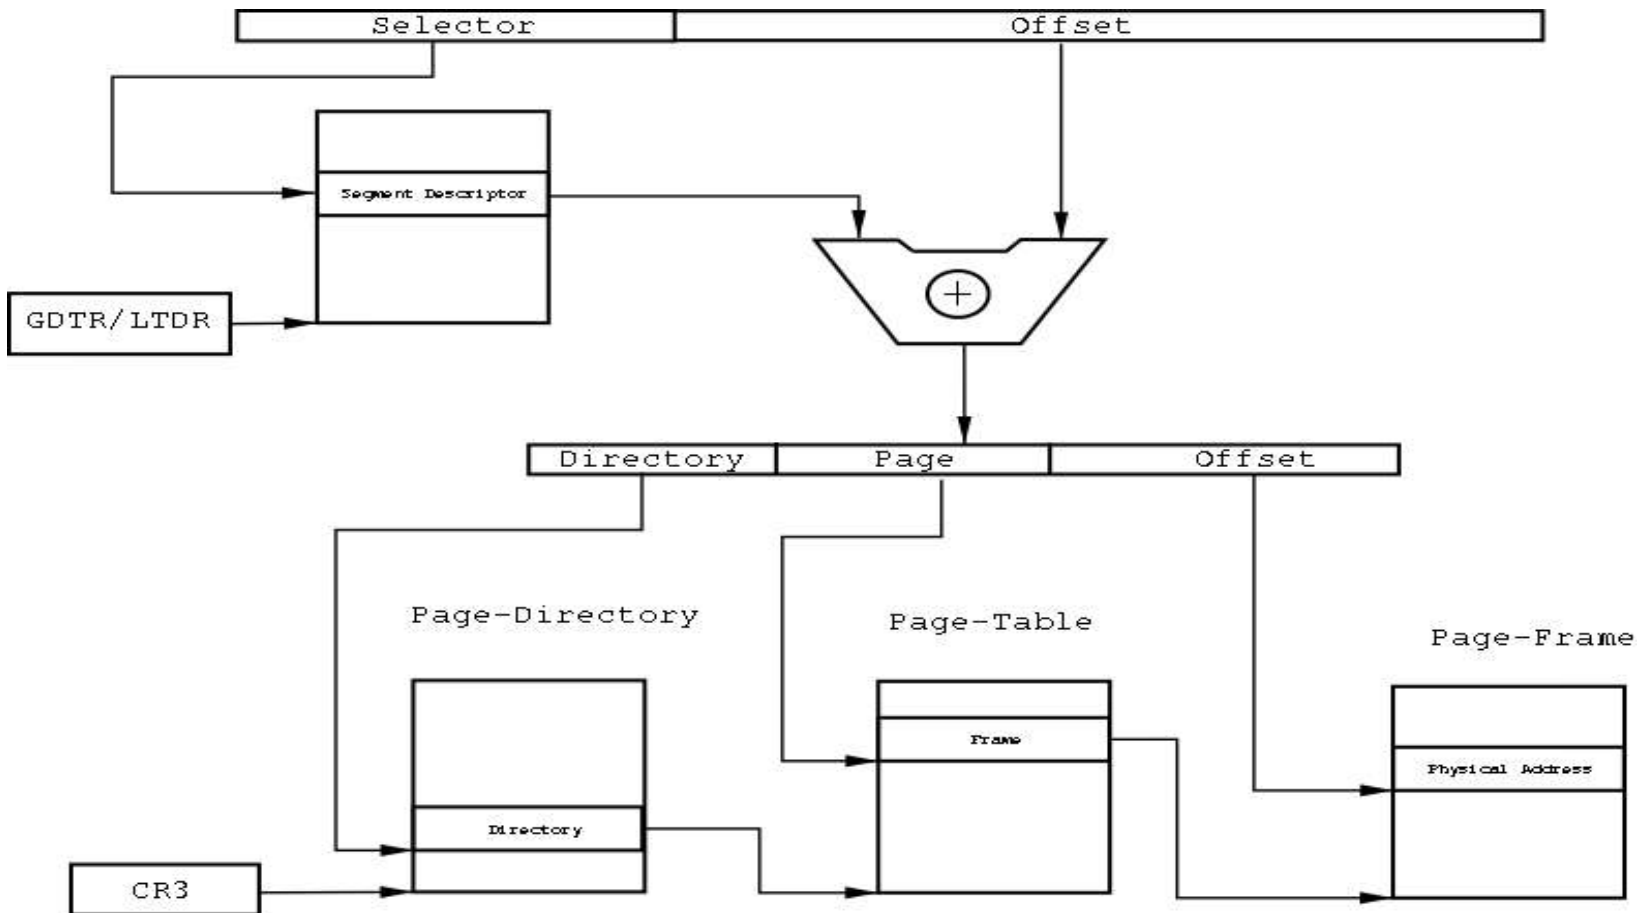 Selector
Offset
Segment Descriptor
GDTR/LTDR
+
Directory
Page
Offset
Page-Directory
Page-Table
Page-Frame
Frame
Physical Address
Directory
CR3